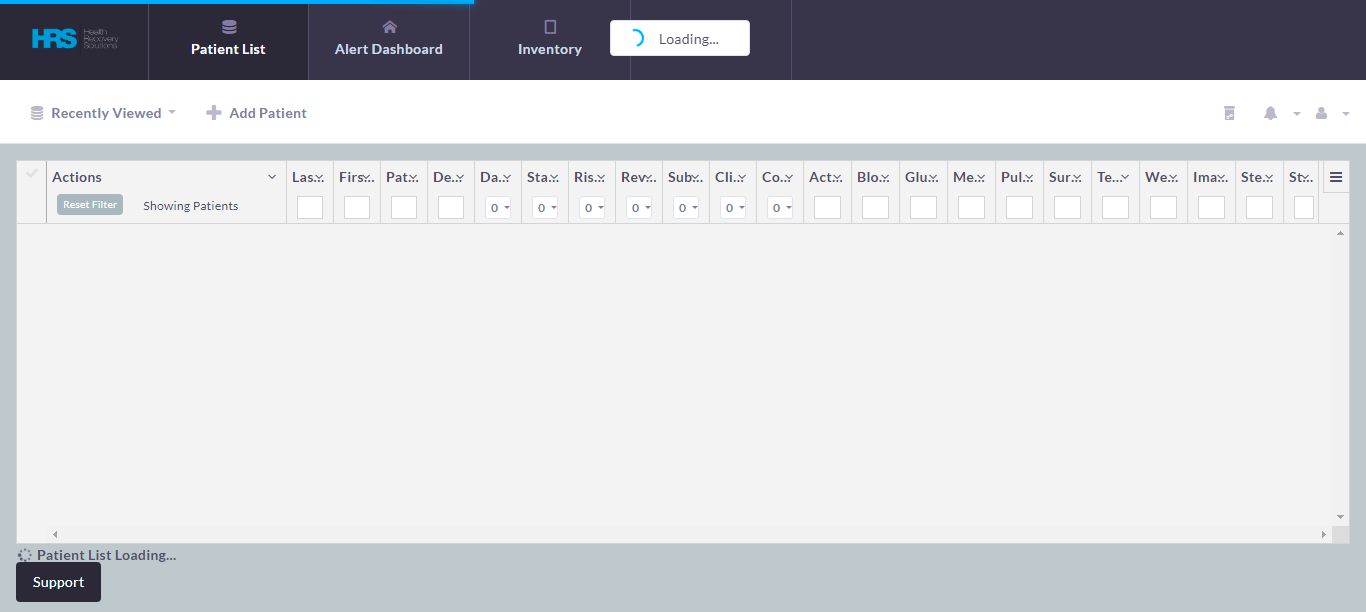 HRS Health Recovery Solutions
Patient List
Alert Dashboard
Inventory
Loading...
Recently Viewed
Add Patient
Actions
Las...
Firs...
Pat...
De...
Da...
Sta...
Ris...
Rev...
Sub...
Cli...
Co...
Act...
Blo...
Glu...
Me...
Pul...
Sur...
Te...
We...
Ima...
Ste...
St...
Reset Filter
Showing Patients
0
0
0
0
0
0
0
Patient List Loading...
Support